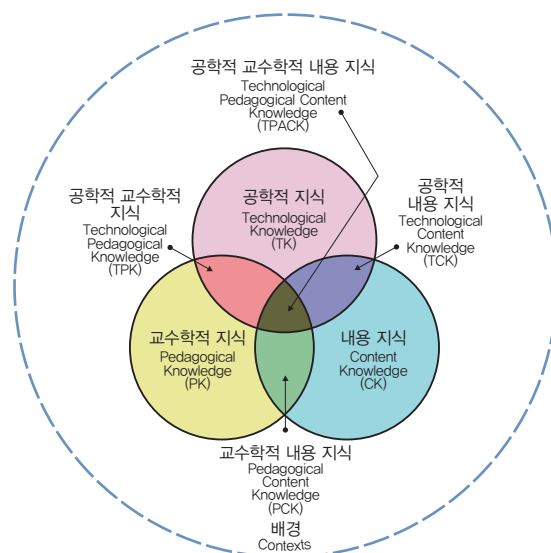 공학적 교수학적 내용 지식
Technological
Pedagogical Content
Knowledge
(TPACK)
공학적 교수학적
지식
Technological
Pedagogical
Knowledge
(TPK)
공학적 지식
Technological
Knowledge
(TK)
공학적
내용 지식
Technological
Content
Knowledge
(TCK)
교수학적 지식
Pedagogical
Knowledge
(PK)
내용 지식
Content
Knowledge
(CK)
교수학적 내용 지식
Pedagogical
Content
Knowledge
(PCK)
배경
Contexts